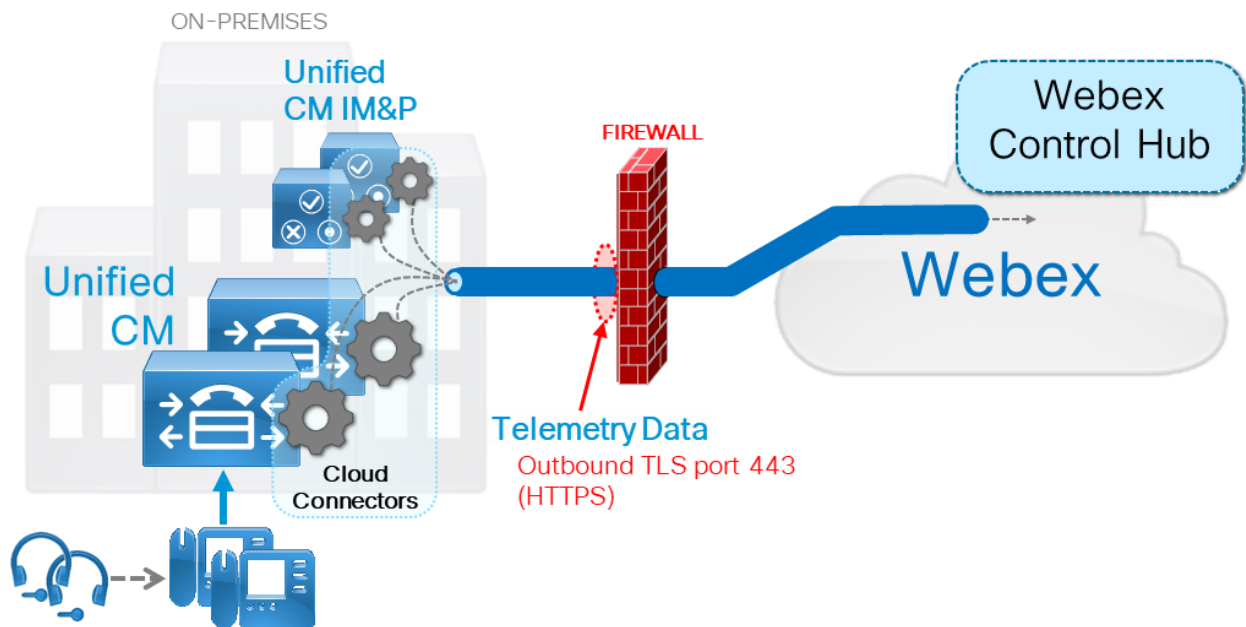 ON-PREMISES
Unified
CM IM&P
FIREWALL
Webex
Control Hub
Unified
CM
Webex
Telemetry Data
Outbound TLS port 443
(HTTPS)
Cloud
Connectors